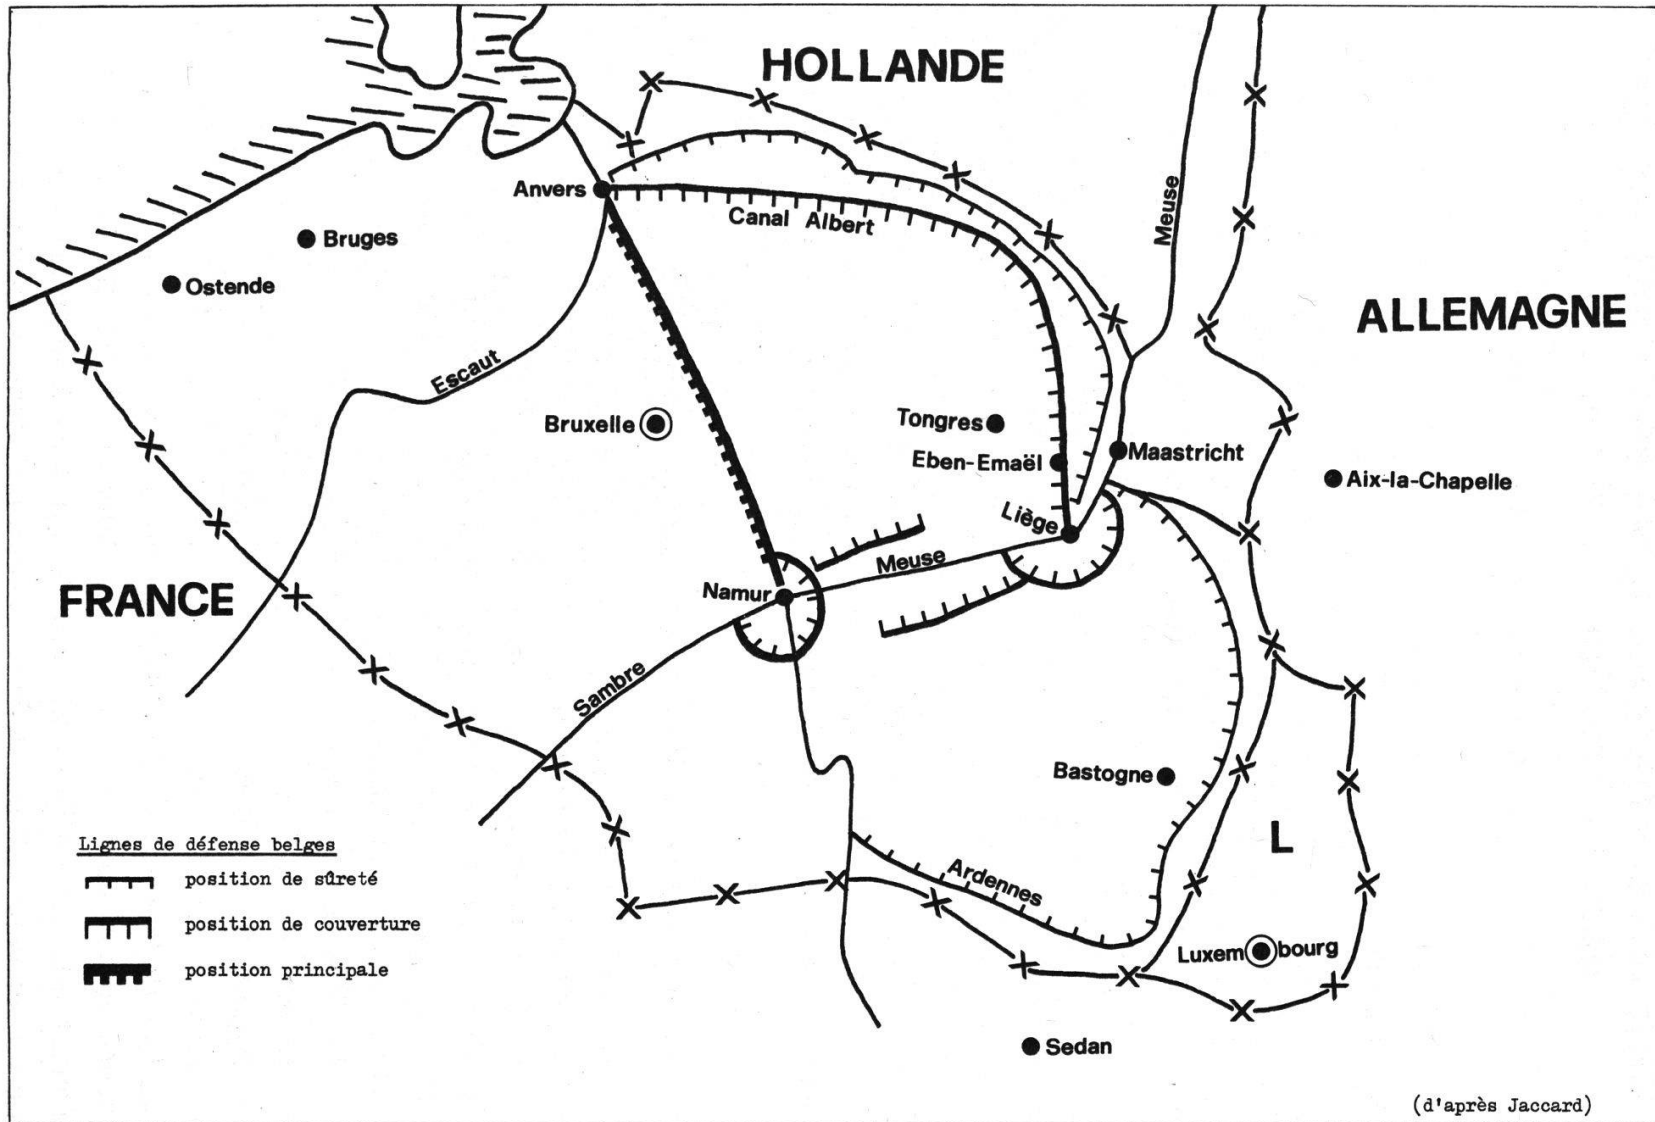 HOLLANDE
Meuse
Anvers
Canal Albert
Bruges
Ostende
ALLEMAGNE
Escaut
Bruxelle
Tongres
Eben-Emaël
Maastricht
Aix-la-Chapelle
Liège
Meuse
FRANCE
Namur
Sambre
Bastogne
L
Lignes de défense belges
position de sûreté
position de couverture
position principale
Ardennes
Luxembourg
Sedan
(d'après Jaccard)